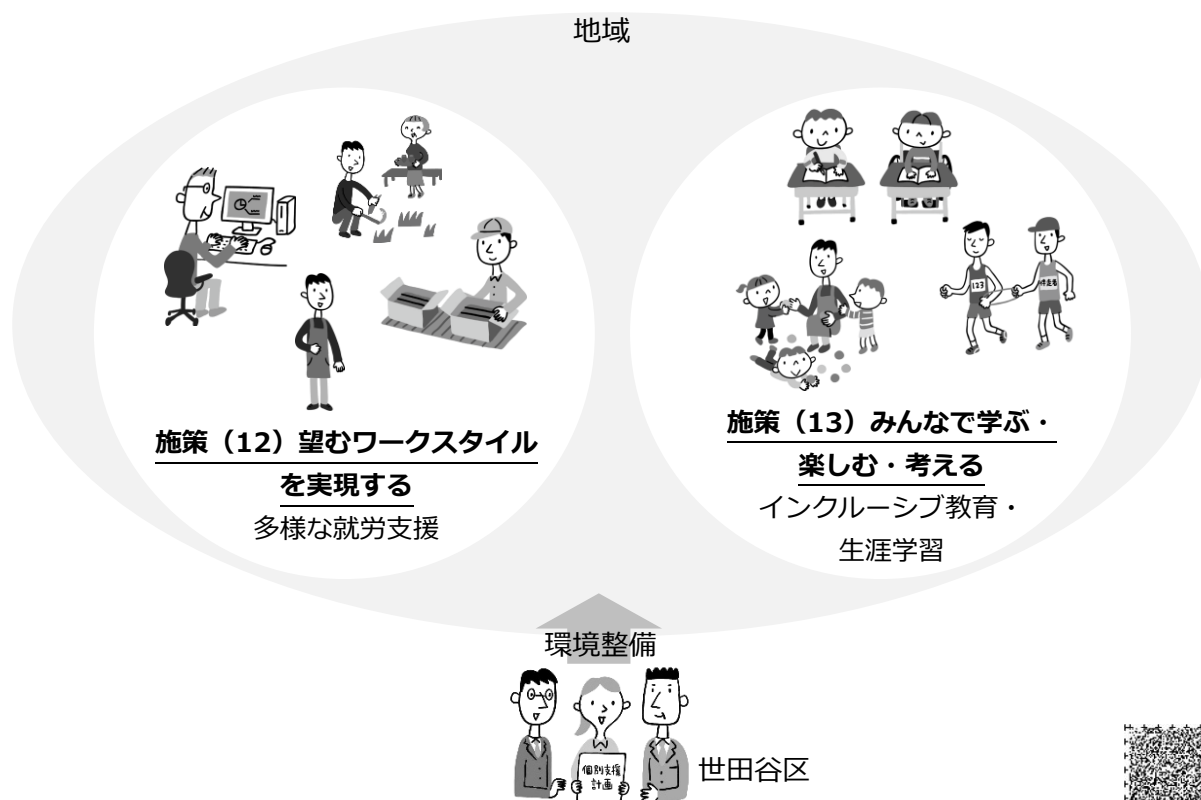 地域
123
伴走者
施策（12）望むワークスタイル
を実現する
多様な就労支援
施策（13）みんなで学ぶ・
楽しむ・考える
インクルーシブ教育・
生涯学習
環境整備
個別支援
計画
世田谷区